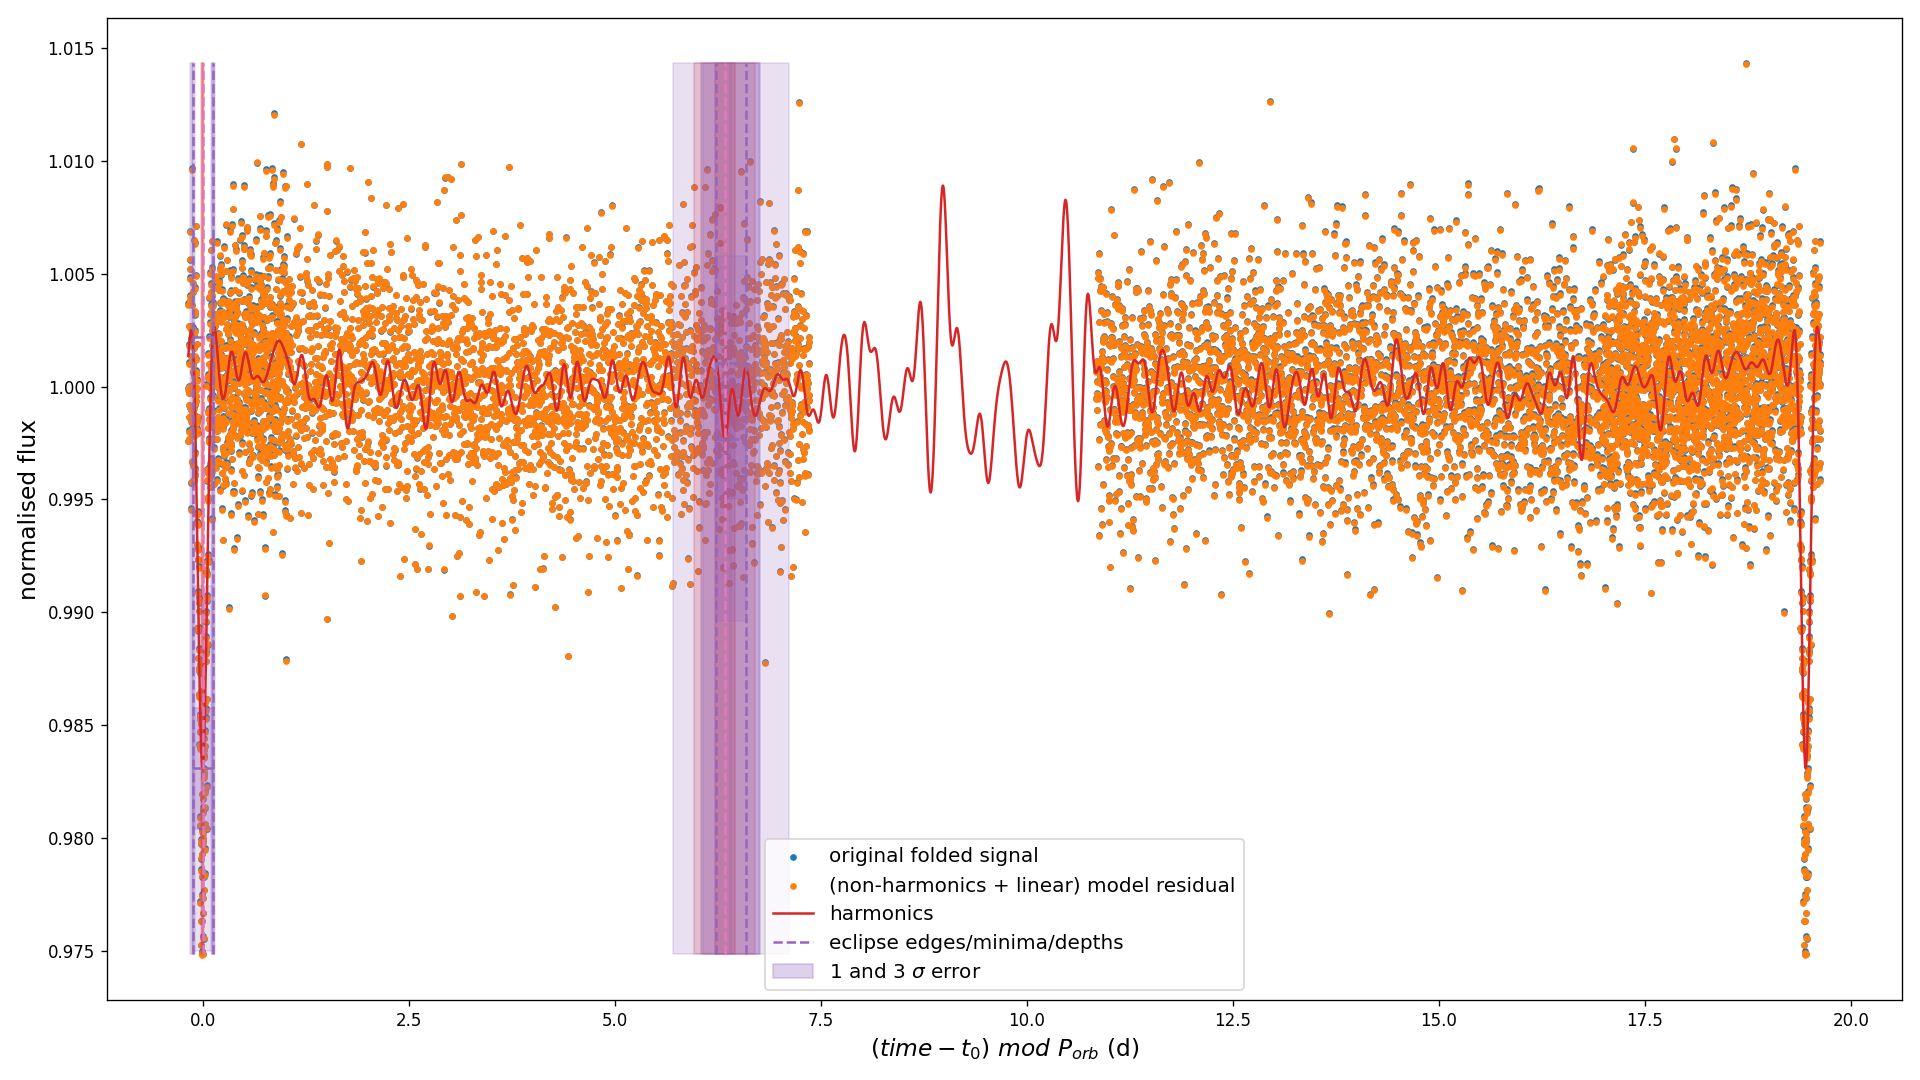 normalised flux
1.015
1.010
1.005
1.000
0.995
0.990
0.985
0.980
0.975
original folded signal
(non-harmonics + linear) model residual
harmonics
eclipse edges/minima/depths
1 and 3 σ error
0.0 2.5 5.0 7.5 10.0 12.5 15.0 17.5 20.0
(time − t₀) mod P_orb (d)